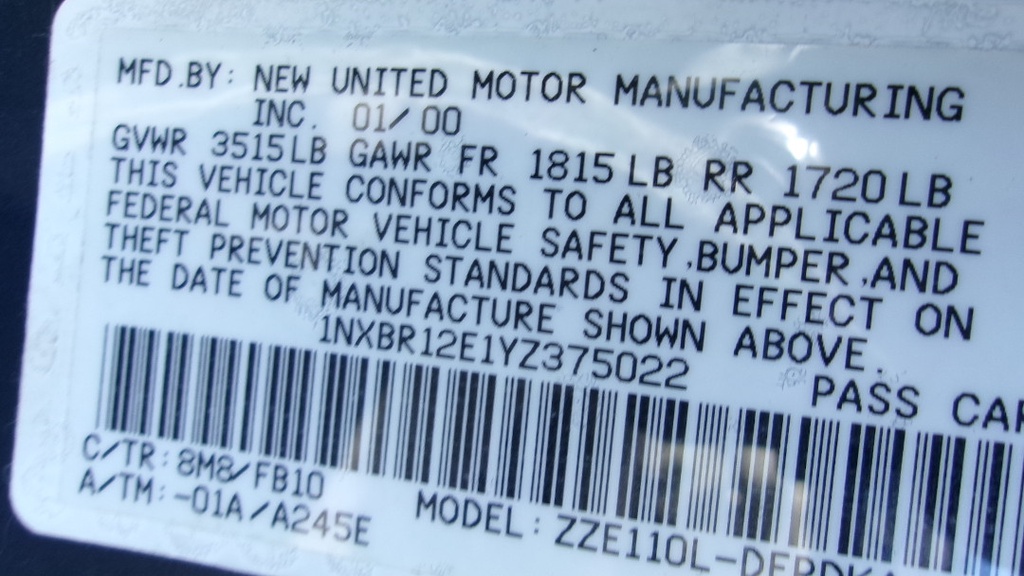 MFD.BY: NEW UNITED MOTOR MANUFACTURING
INC. 01/00
GVWR 3515LB GAWR FR 1815LB RR 1720LB
THIS VEHICLE CONFORMS TO ALL APPLICABLE
FEDERAL MOTOR VEHICLE SAFETY,BUMPER,AND
THEFT PREVENTION STANDARDS IN EFFECT ON
THE DATE OF MANUFACTURE SHOWN ABOVE.
1NXBR12E1YZ375022 PASS CAR
C/TR:8M8/FB10
A/TM:-01A/A245E MODEL:ZZE110L-